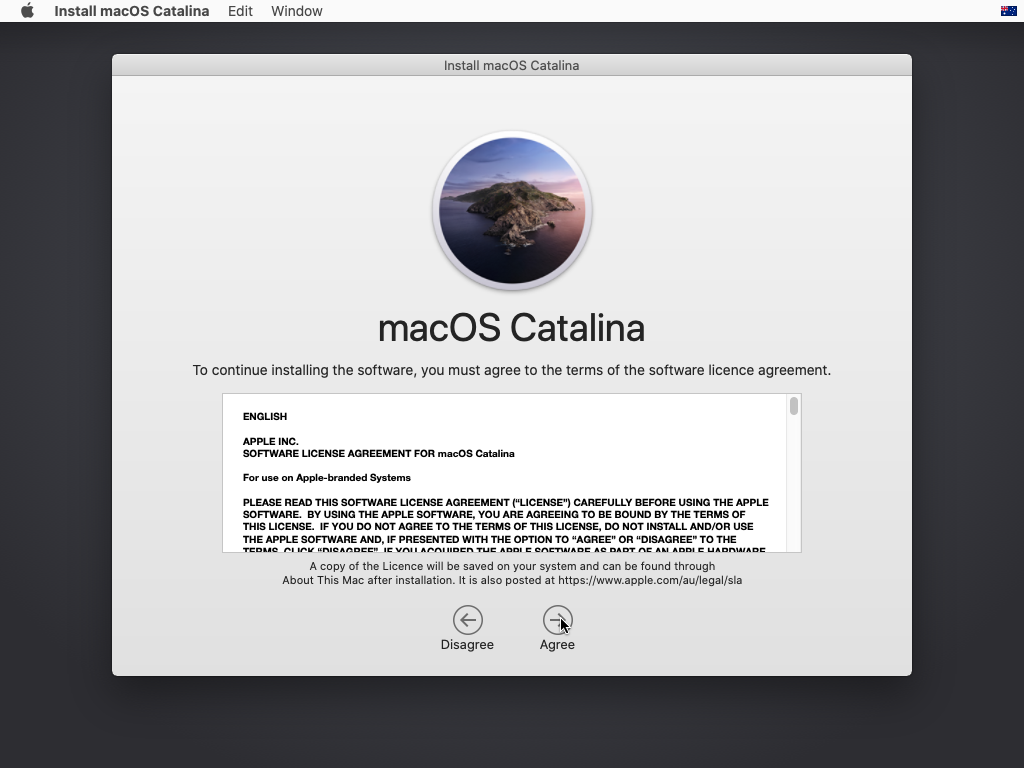 Install macOS Catalina Edit Window
Install macOS Catalina
macOS Catalina
To continue installing the software, you must agree to the terms of the software licence agreement.
ENGLISH
APPLE INC.
SOFTWARE LICENSE AGREEMENT FOR macOS Catalina
For use on Apple-branded Systems
PLEASE READ THIS SOFTWARE LICENSE AGREEMENT (“LICENSE”) CAREFULLY BEFORE USING THE APPLE
SOFTWARE.  BY USING THE APPLE SOFTWARE, YOU ARE AGREEING TO BE BOUND BY THE TERMS OF
THIS LICENSE.  IF YOU DO NOT AGREE TO THE TERMS OF THIS LICENSE, DO NOT INSTALL AND/OR USE
THE APPLE SOFTWARE AND, IF PRESENTED WITH THE OPTION TO “AGREE” OR “DISAGREE” TO THE
TERMS, CLICK “DISAGREE”. IF YOU ACQUIRED THE APPLE SOFTWARE AS PART OF AN APPLE HARDWARE
A copy of the Licence will be saved on your system and can be found through
About This Mac after installation. It is also posted at https://www.apple.com/au/legal/sla
Disagree Agree